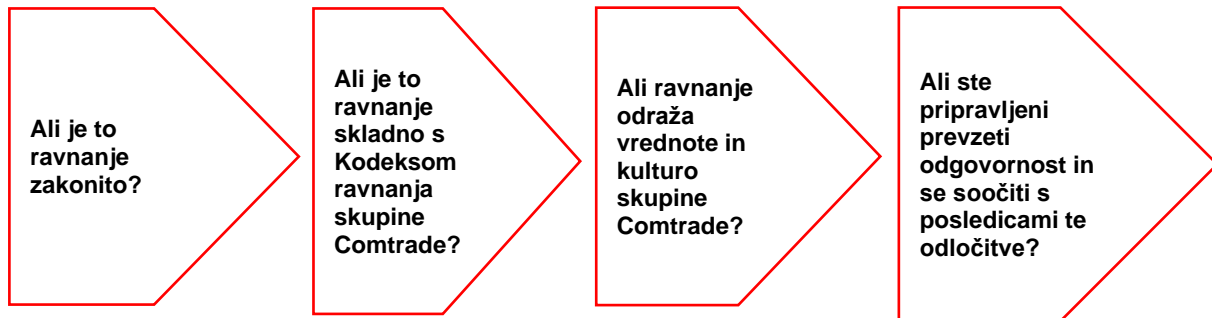 Ali je to
ravnanje
zakonito?
Ali je to
ravnanje
skladno s
Kodeksom
ravnanja
skupine
Comtrade?
Ali ravnanje
odraža
vrednote in
kulturo
skupine
Comtrade?
Ali ste
pripravljeni
prevzeti
odgovornost in
se soočiti s
posledicami te
odločitve?